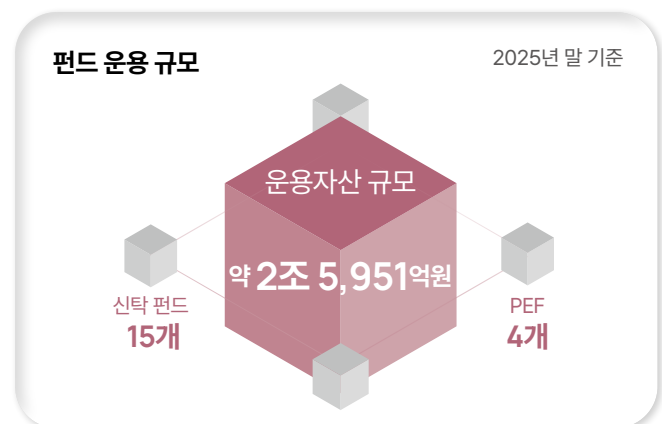 펀드 운용 규모
2025년 말 기준
운용자산 규모
약 2조 5,951억원
신탁 펀드
15개
PEF
4개